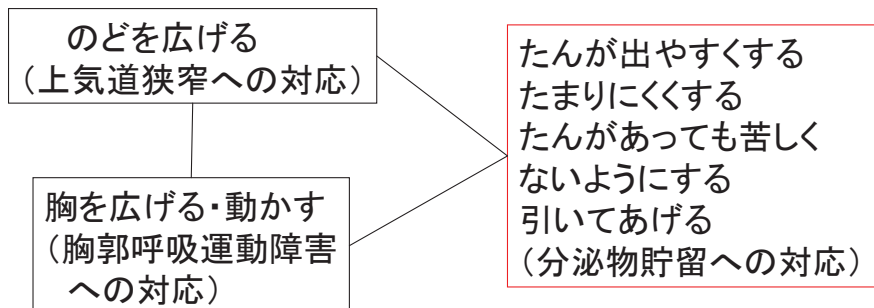 のどを広げる
(上気道狭窄への対応)
胸を広げる・動かす
(胸郭呼吸運動障害
への対応)
たんが出やすくする
たまりにくくする
たんがあっても苦しく
ないようにする
引いてあげる
(分泌物貯留への対応)